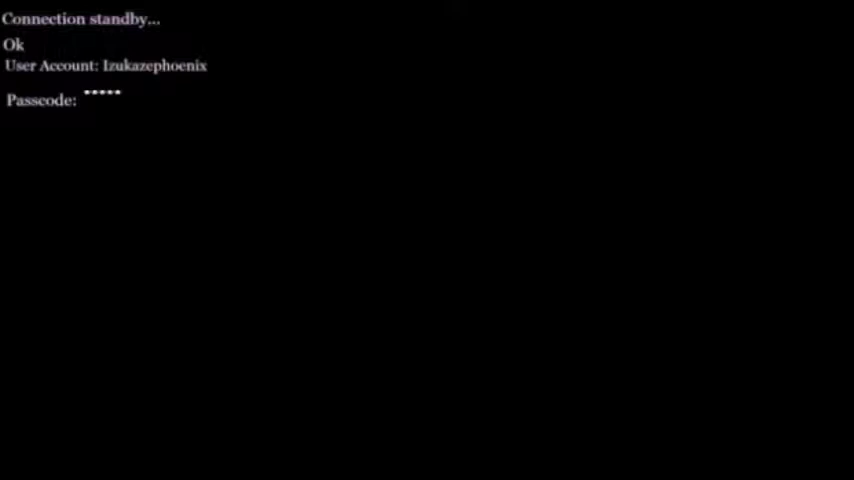 Connection standby...
Ok
User Account: Izukazephoenix
Passcode: *****